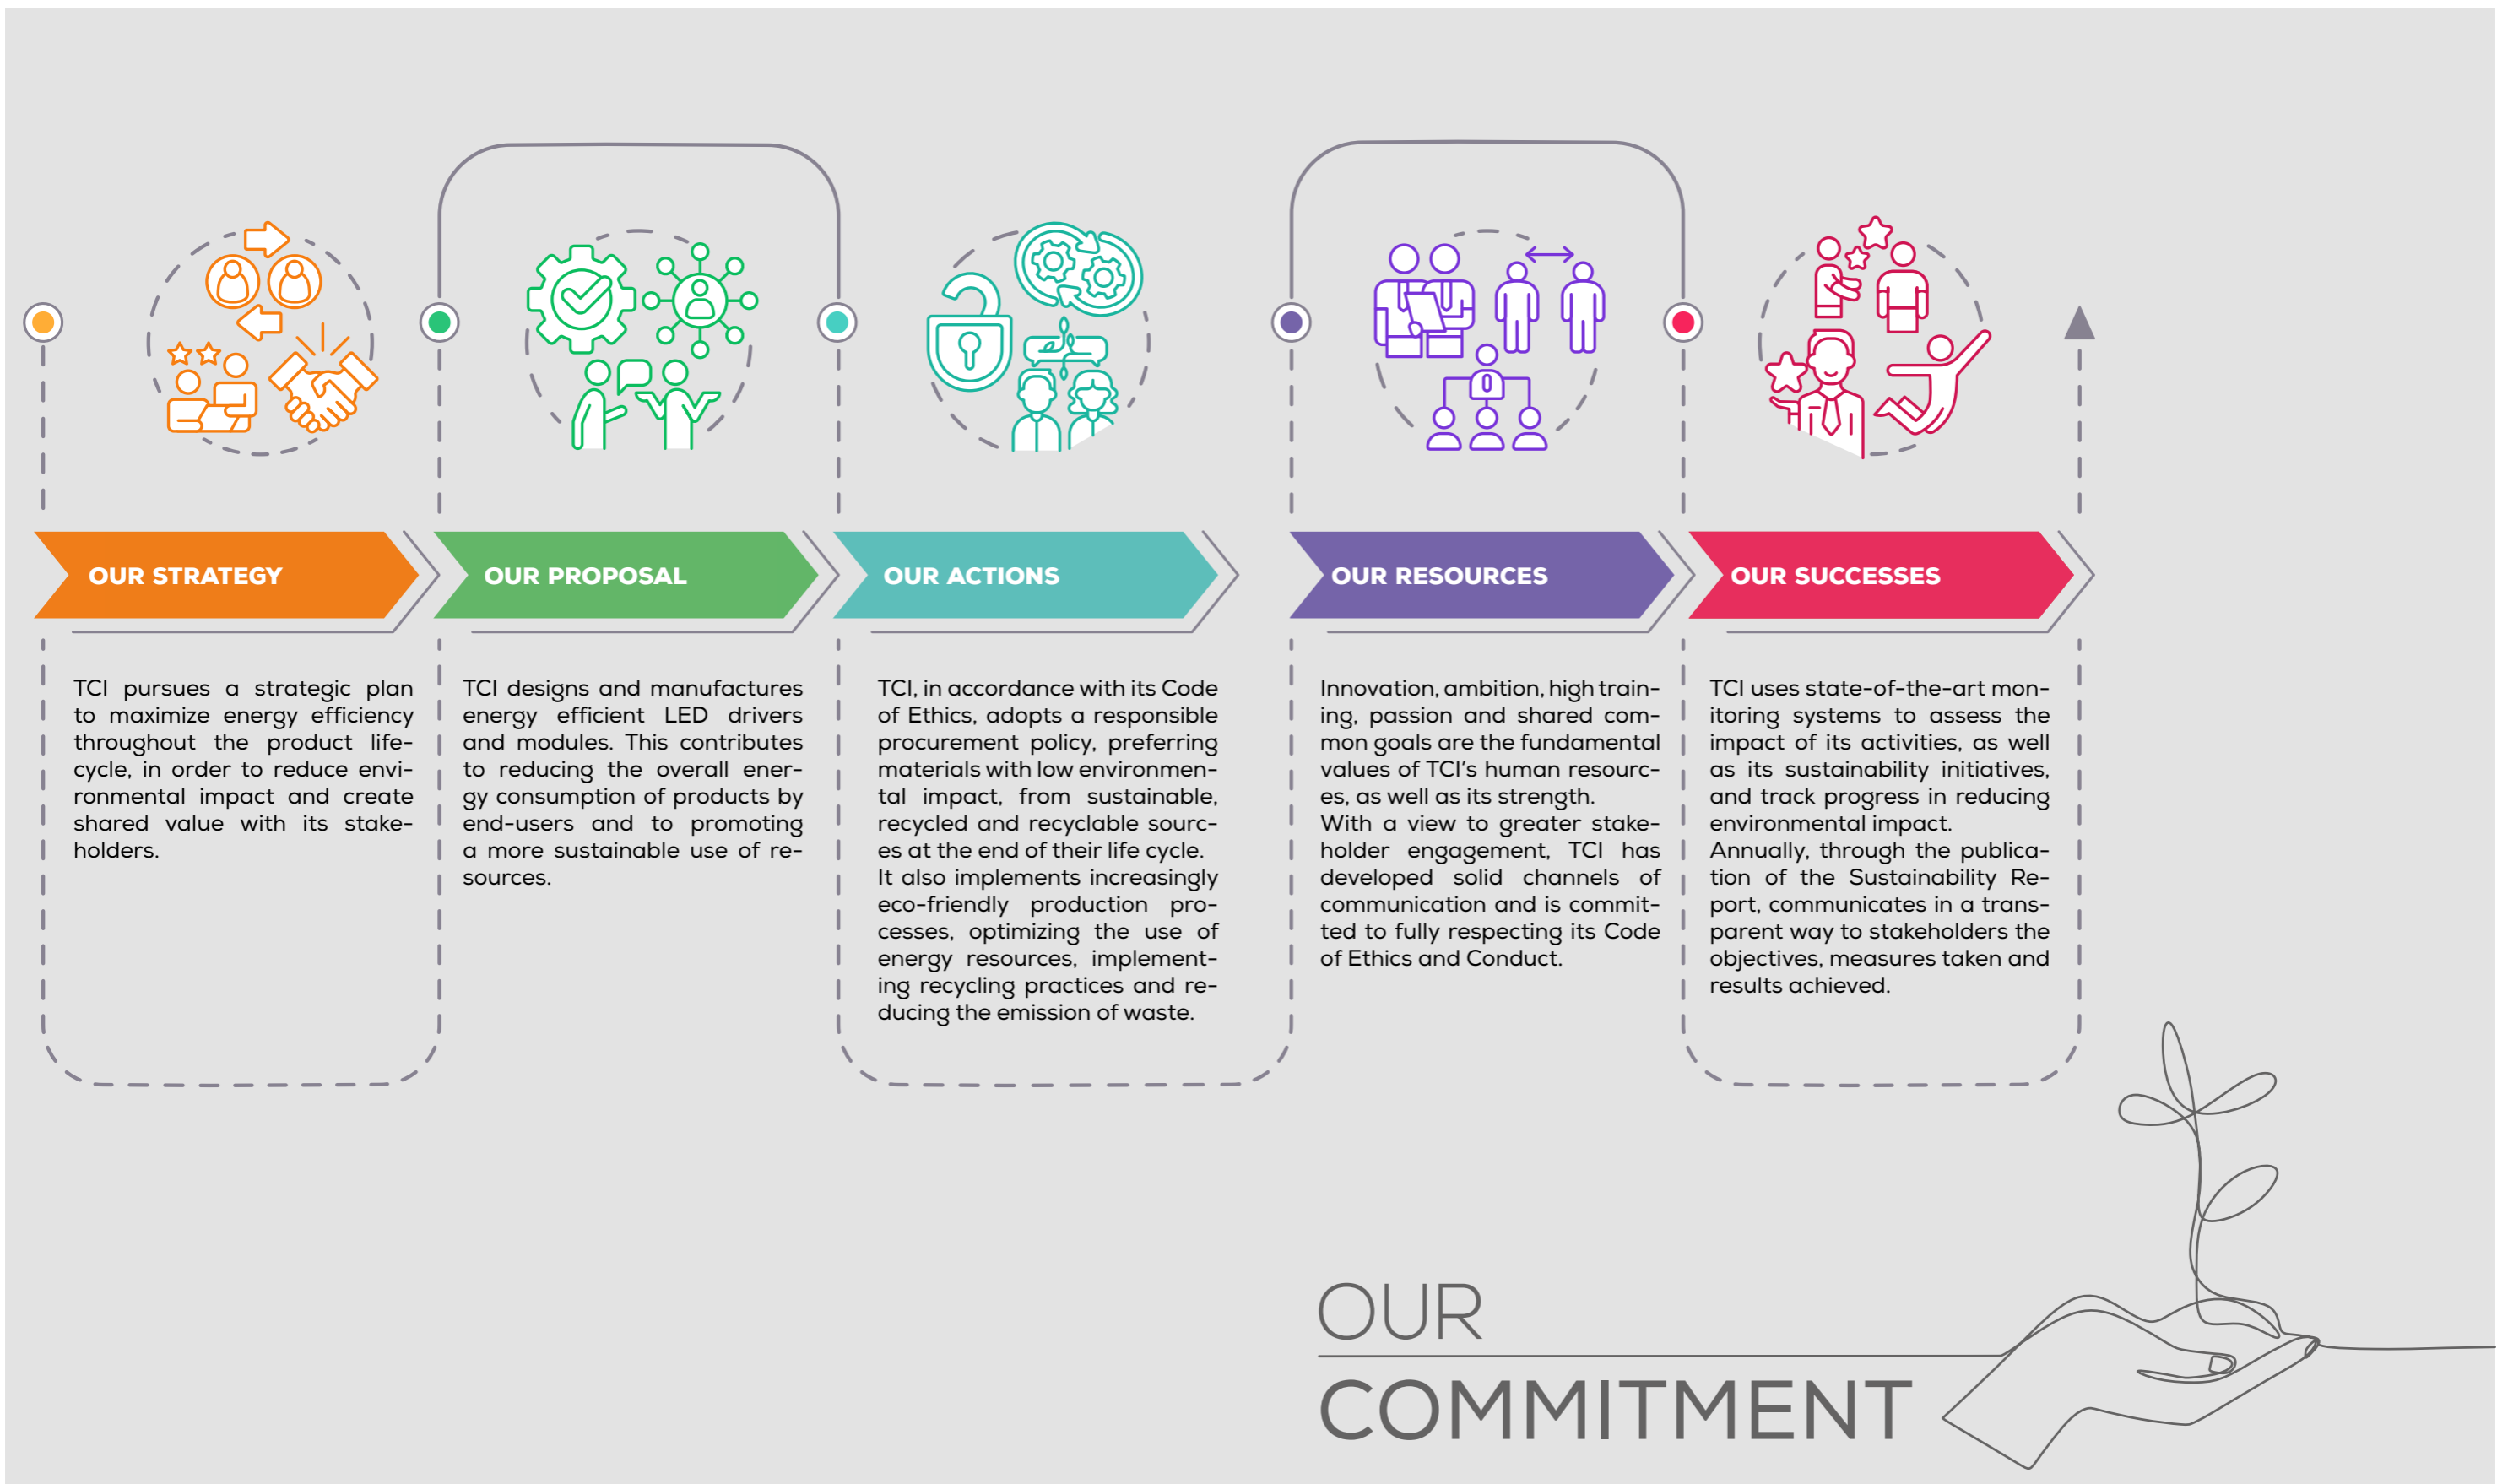 OUR STRATEGY
TCI pursues a strategic plan
to maximize energy efficiency
throughout the product life-
cycle, in order to reduce envi-
ronmental impact and create
shared value with its stake-
holders.
OUR PROPOSAL
TCI designs and manufactures
energy efficient LED drivers
and modules. This contributes
to reducing the overall ener-
gy consumption of products by
end-users and to promoting
a more sustainable use of re-
sources.
OUR ACTIONS
TCI, in accordance with its Code
of Ethics, adopts a responsible
procurement policy, preferring
materials with low environmen-
tal impact, from sustainable,
recycled and recyclable sourc-
es at the end of their life cycle.
It also implements increasingly
eco-friendly production pro-
cesses, optimizing the use of
energy resources, implement-
ing recycling practices and re-
ducing the emission of waste.
OUR RESOURCES
Innovation, ambition, high train-
ing, passion and shared com-
mon goals are the fundamental
values of TCI's human resourc-
es, as well as its strength.
With a view to greater stake-
holder engagement, TCI has
developed solid channels of
communication and is commit-
ted to fully respecting its Code
of Ethics and Conduct.
OUR SUCCESSES
TCI uses state-of-the-art mon-
itoring systems to assess the
impact of its activities, as well
as its sustainability initiatives,
and track progress in reducing
environmental impact.
Annually, through the publica-
tion of the Sustainability Re-
port, communicates in a trans-
parent way to stakeholders the
objectives, measures taken and
results achieved.
OUR
COMMITMENT